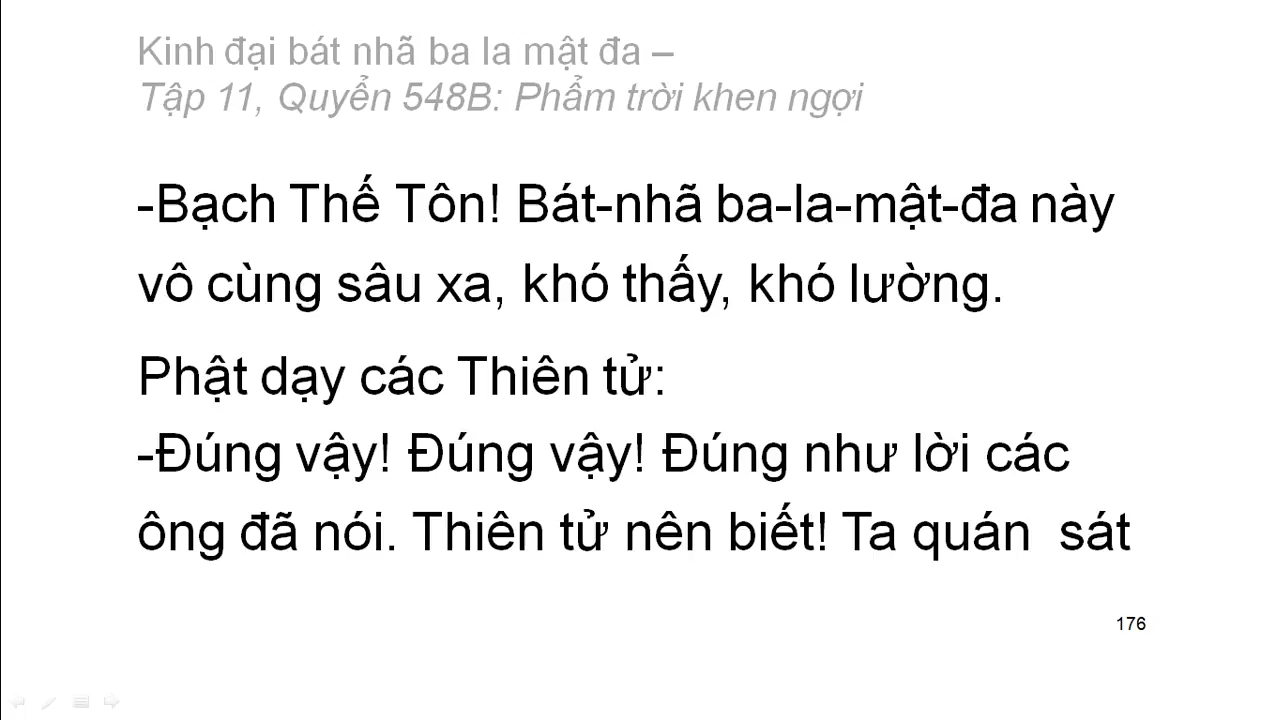 Kinh đại bát nhã ba la mật đa –
Tập 11, Quyển 548B: Phẩm trời khen ngợi
-Bạch Thế Tôn! Bát-nhã ba-la-mật-đa này
vô cùng sâu xa, khó thấy, khó lường.
Phật dạy các Thiên tử:
-Đúng vậy! Đúng vậy! Đúng như lời các
ông đã nói. Thiên tử nên biết! Ta quán  sát
176